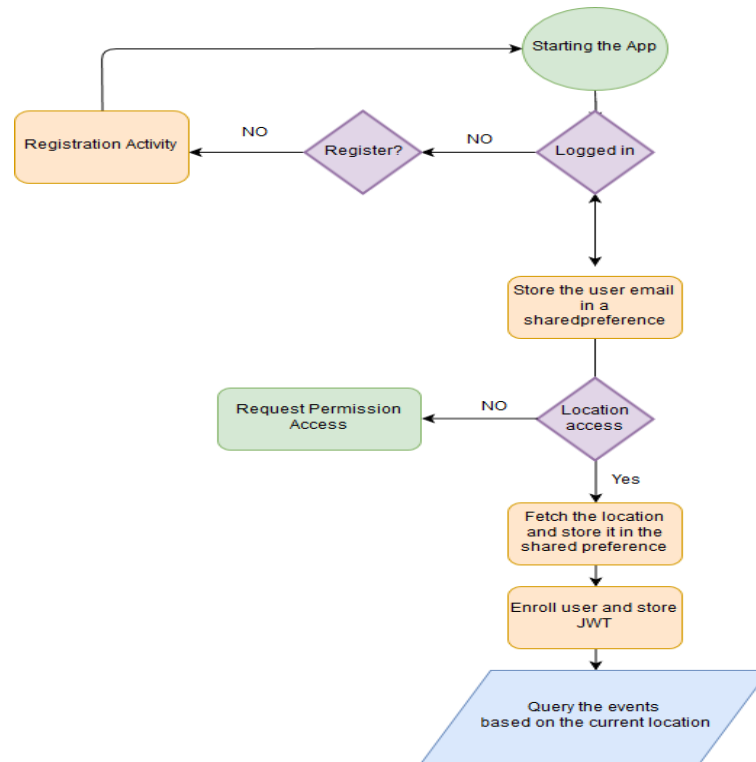 Starting the App
Registration Activity
NO
Register?
NO
Logged in
Store the user email
in a
sharedpreference
Request Permission
Access
NO
Location
access
Yes
Fetch the location
and store it in the
shared preference
Enroll user and store
JWT
Query the events
based on the current location